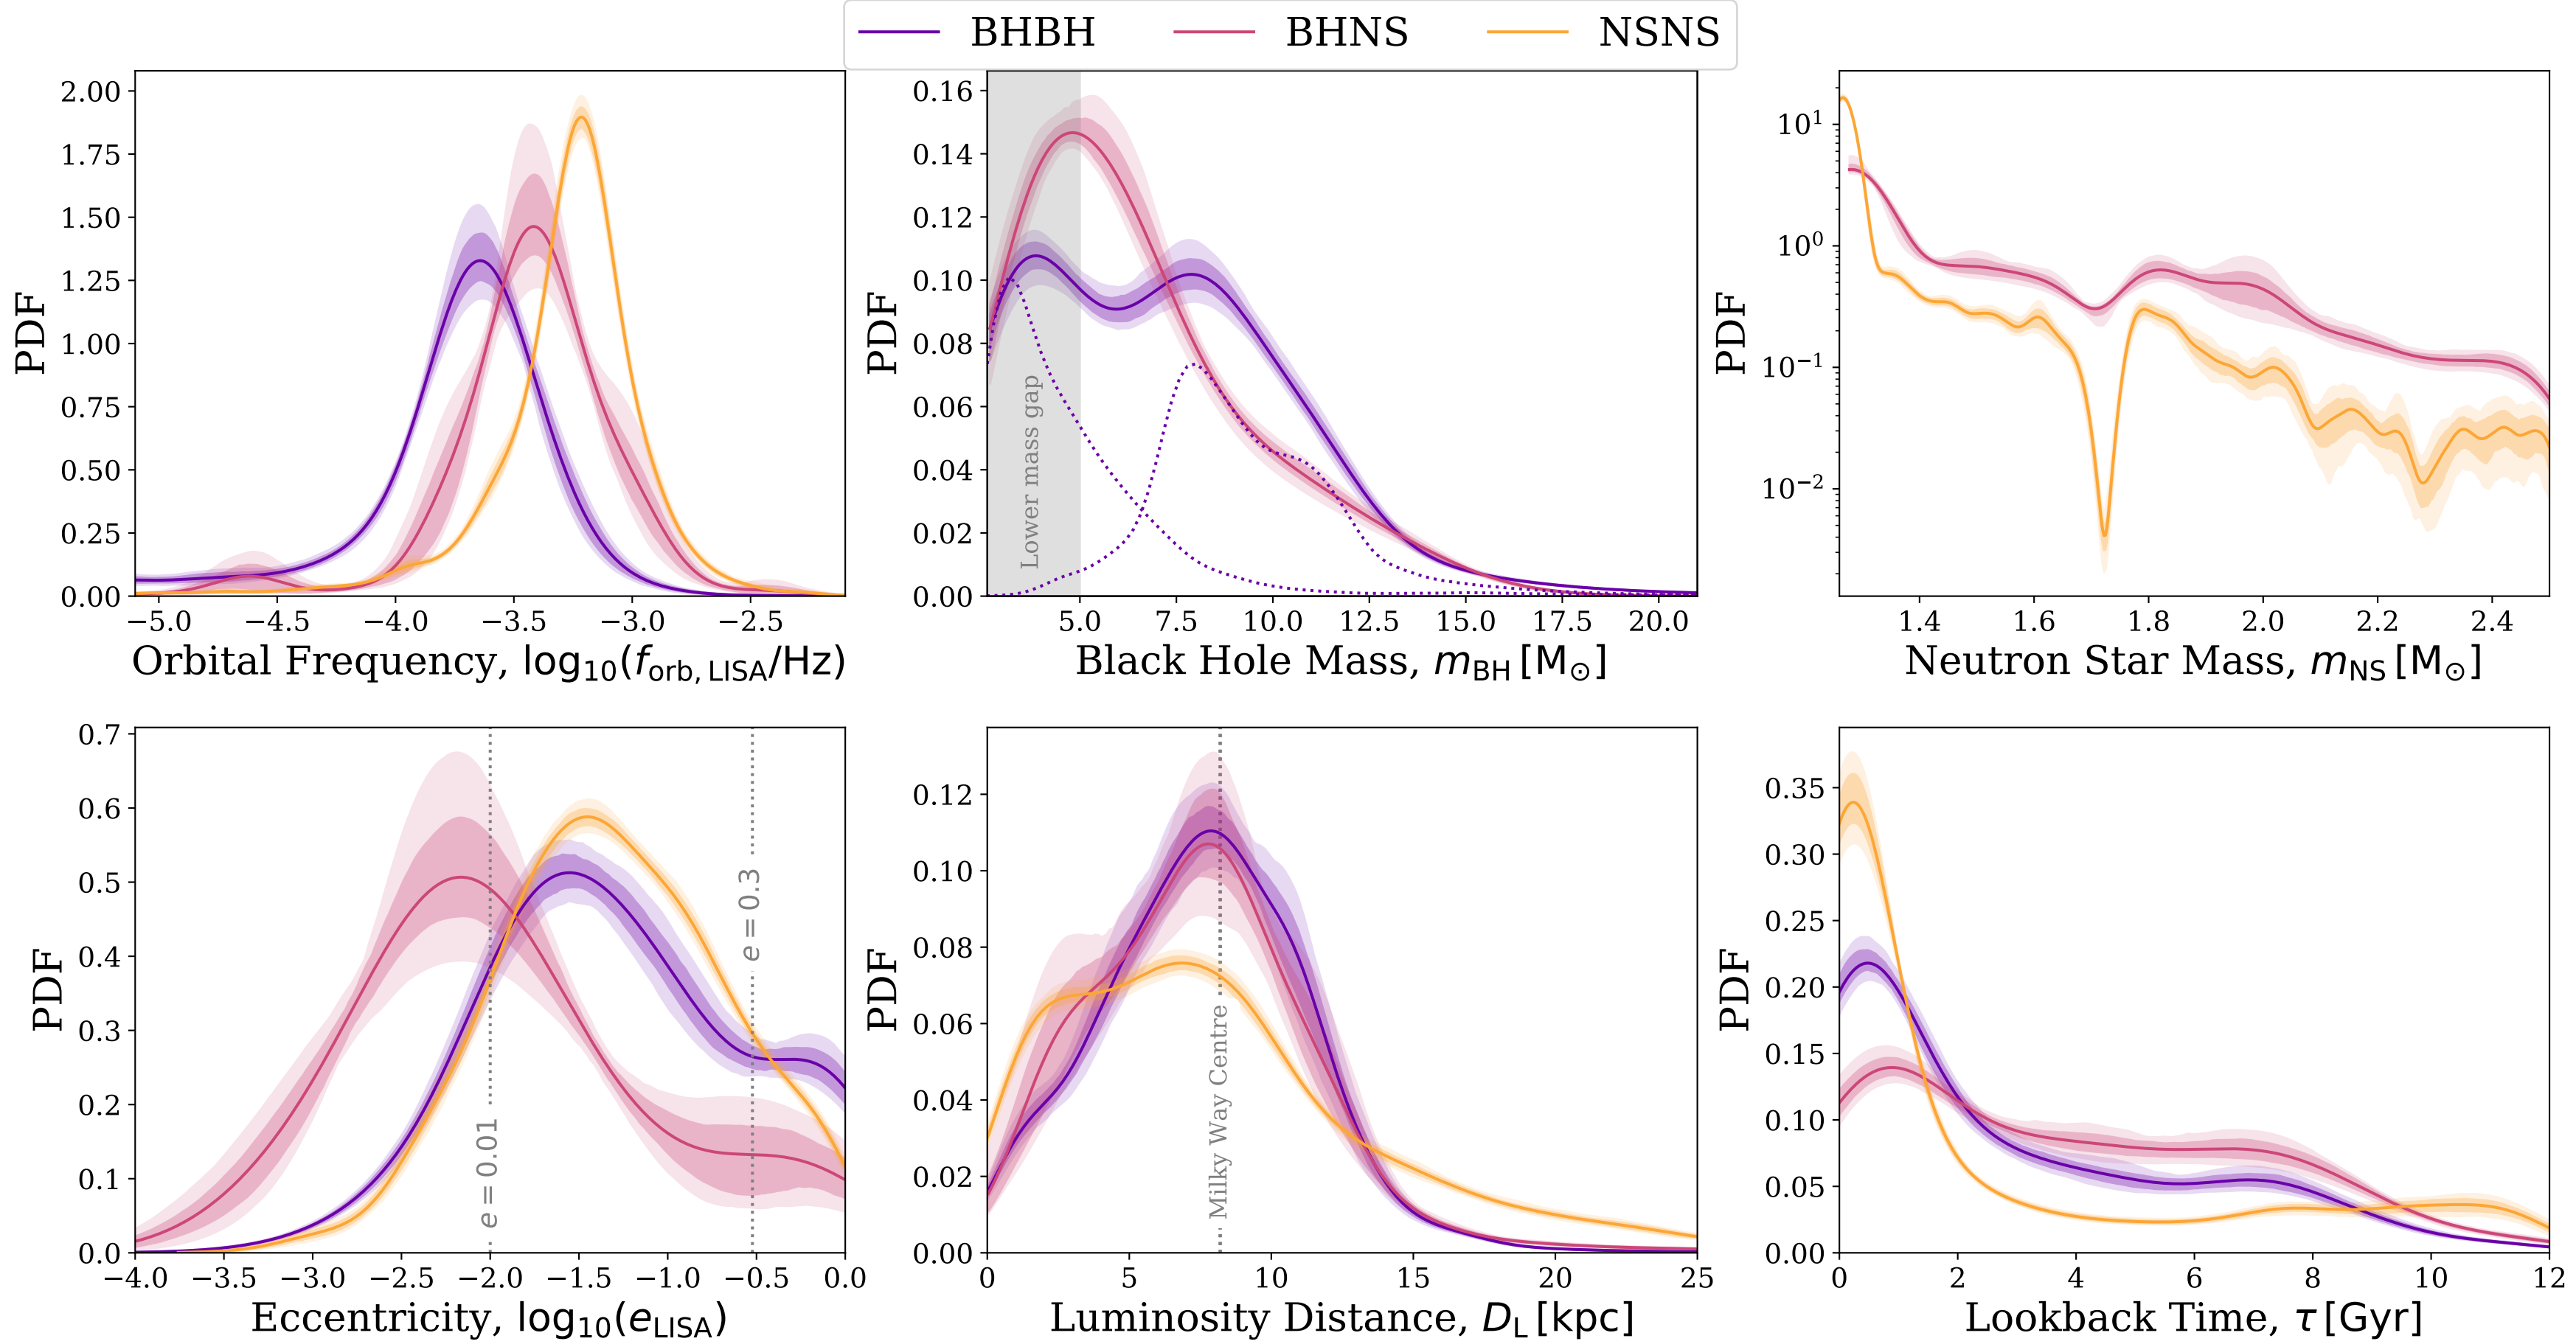 BHBH BHNS NSNS
PDF
2.00
1.75
1.50
1.25
1.00
0.75
0.50
0.25
0.00
−5.0 −4.5 −4.0 −3.5 −3.0 −2.5
Orbital Frequency, log₁₀(f_orb, LISA/Hz)
PDF
0.16
0.14
0.12
0.10
0.08
0.06
0.04
0.02
0.00
Lower mass gap
5.0 7.5 10.0 12.5 15.0 17.5 20.0
Black Hole Mass, m_BH [M_⊙]
PDF
10¹
10⁰
10⁻¹
10⁻²
1.4 1.6 1.8 2.0 2.2 2.4
Neutron Star Mass, m_NS [M_⊙]
PDF
0.7
0.6
0.5
0.4
0.3
0.2
0.1
0.0
e = 0.01
e = 0.3
−4.0 −3.5 −3.0 −2.5 −2.0 −1.5 −1.0 −0.5 0.0
Eccentricity, log₁₀(e_LISA)
PDF
0.12
0.10
0.08
0.06
0.04
0.02
0.00
Milky Way Centre
0 5 10 15 20 25
Luminosity Distance, D_L [kpc]
PDF
0.35
0.30
0.25
0.20
0.15
0.10
0.05
0.00
0 2 4 6 8 10 12
Lookback Time, τ [Gyr]